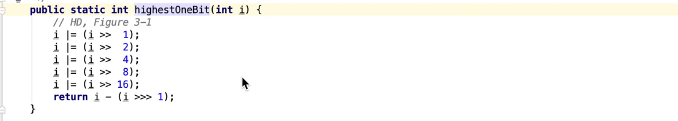 public static int highestOneBit(int i) {
    // HD, Figure 3-1
    i |= (i >>  1);
    i |= (i >>  2);
    i |= (i >>  4);
    i |= (i >>  8);
    i |= (i >> 16);
    return i - (i >>> 1);
}